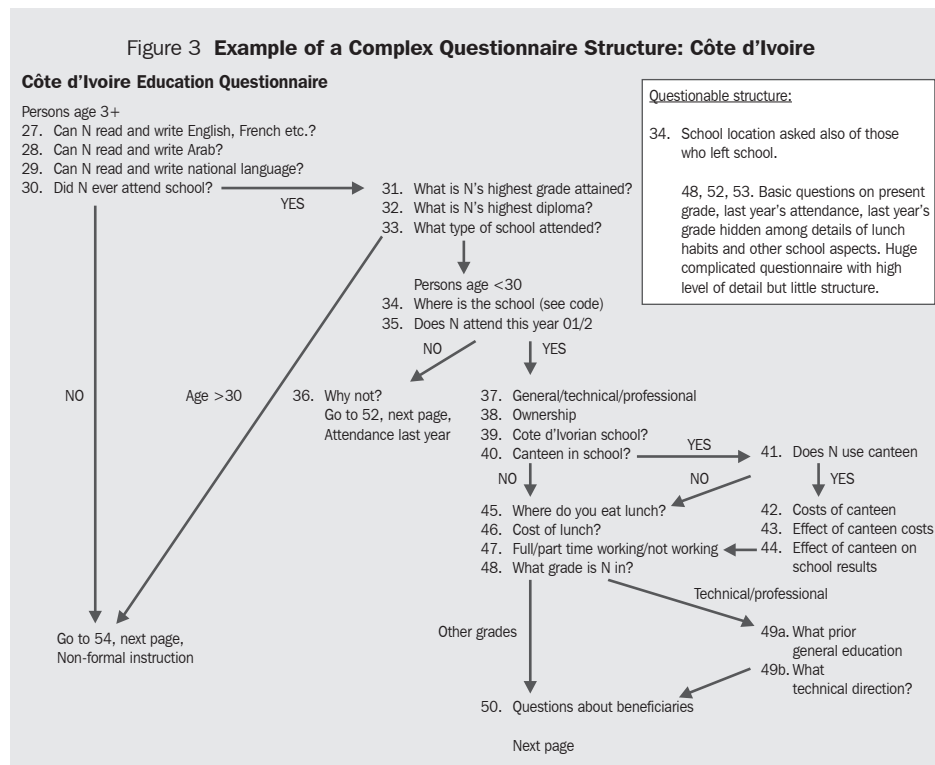 Figure 3 Example of a Complex Questionnaire Structure: Côte d'Ivoire
Côte d'Ivoire Education Questionnaire
Persons age 3+
27. Can N read and write English, French etc.?
28. Can N read and write Arab?
29. Can N read and write national language?
30. Did N ever attend school?
YES
NO
31. What is N's highest grade attained?
32. What is N's highest diploma?
33. What type of school attended?
Questionable structure:
34. School location asked also of those
who left school.
48, 52, 53. Basic questions on present
grade, last year's attendance, last year's
grade hidden among details of lunch
habits and other school aspects. Huge
complicated questionnaire with high
level of detail but little structure.
Persons age <30
34. Where is the school (see code)
35. Does N attend this year 01/2
NO
YES
Age >30
36. Why not?
Go to 52, next page,
Attendance last year
37. General/technical/professional
38. Ownership
39. Cote d'Ivorian school?
40. Canteen in school?
YES
41. Does N use canteen
NO
NO
YES
45. Where do you eat lunch?
46. Cost of lunch?
47. Full/part time working/not working
48. What grade is N in?
42. Costs of canteen
43. Effect of canteen costs
44. Effect of canteen on
school results
Technical/professional
Other grades
49a. What prior
general education
49b. What
technical direction?
Go to 54, next page,
Non-formal instruction
50. Questions about beneficiaries
Next page